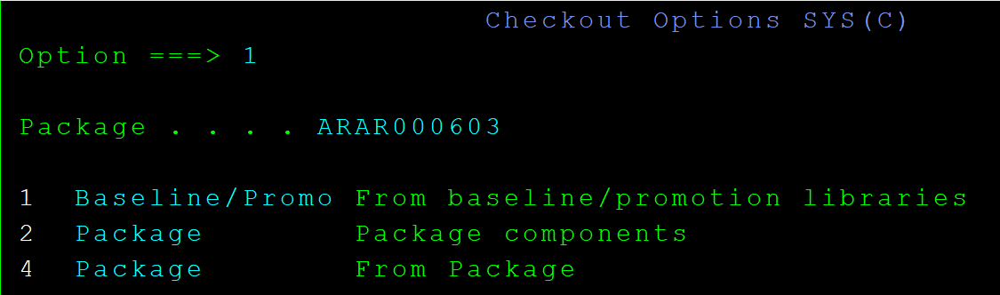 Checkout Options SYS(C)
Option ===> 1
Package . . . . ARAR000603
1 Baseline/Promo From baseline/promotion libraries
2 Package Package components
4 Package From Package